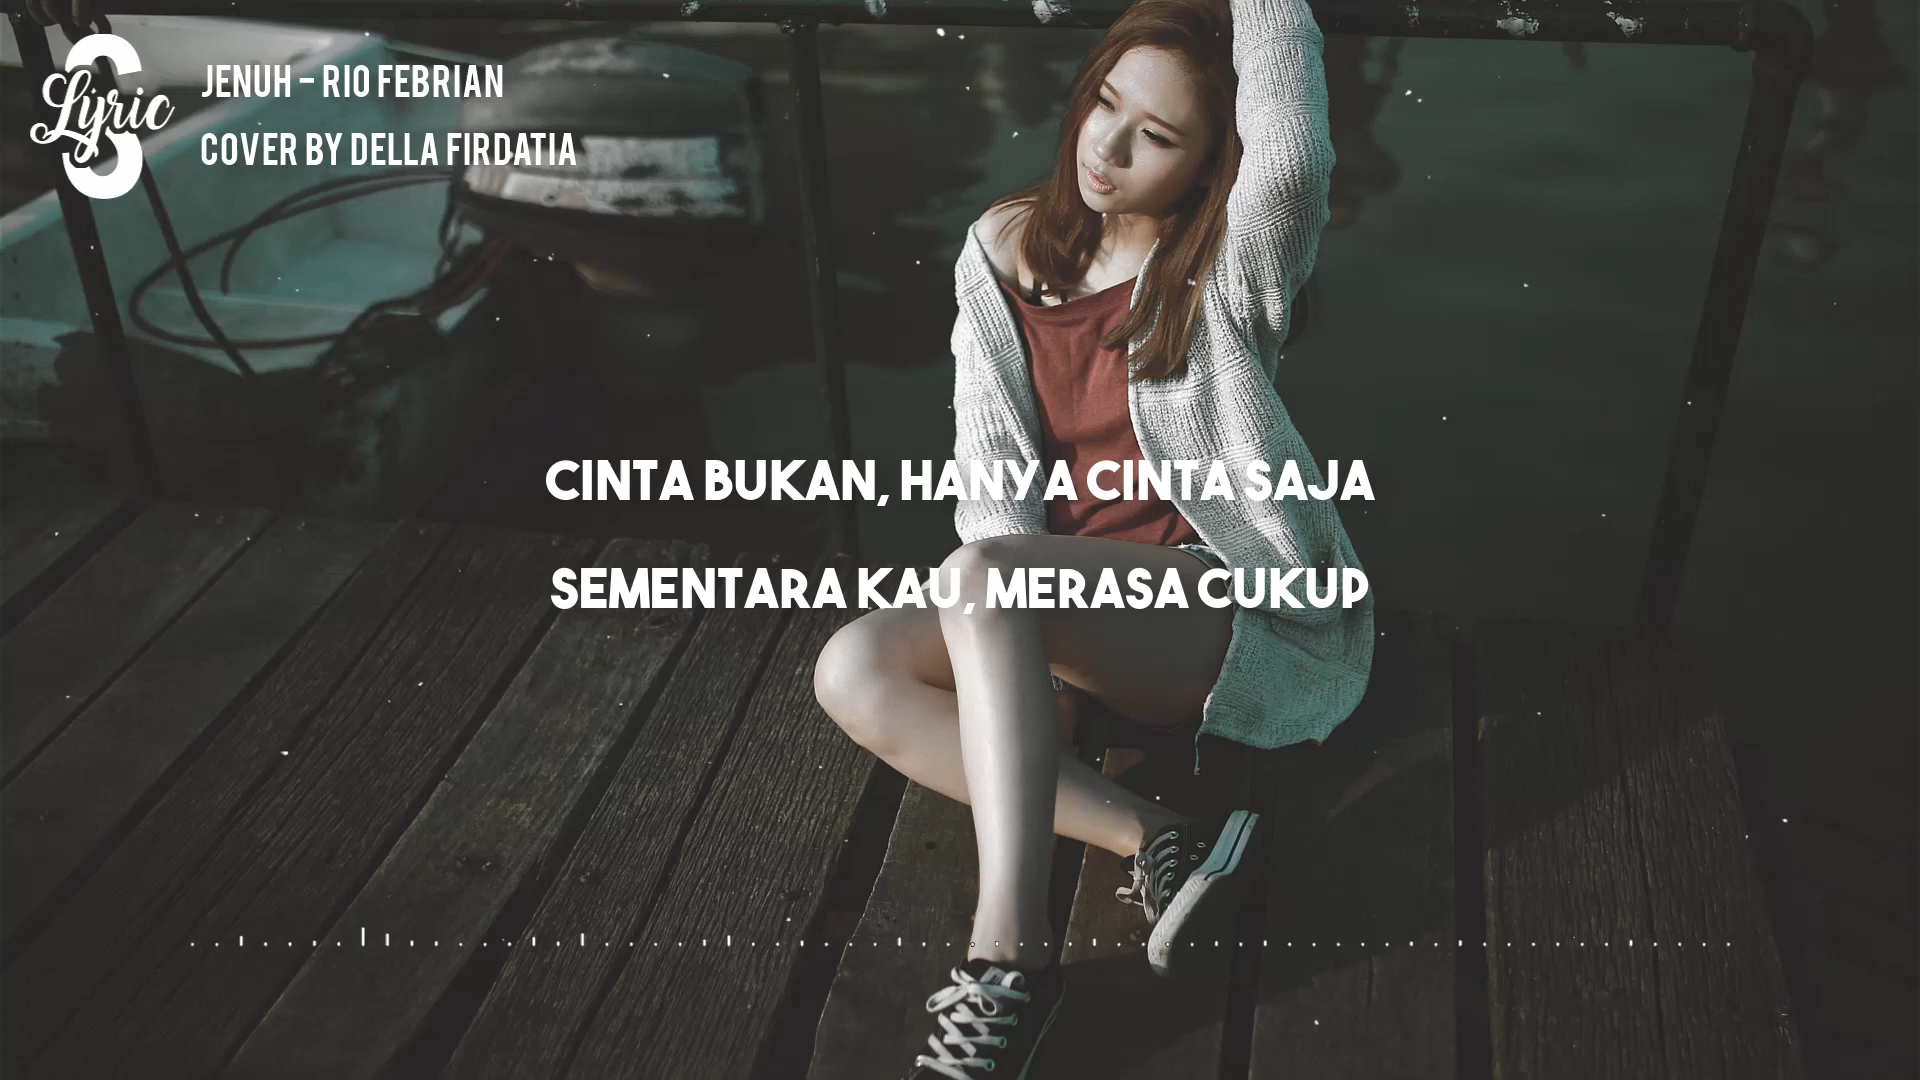 S
Lyric
JENUH - RIO FEBRIAN
COVER BY DELLA FIRDATIA
CINTA BUKAN, HANYA CINTA SAJA
SEMENTARA KAU, MERASA CUKUP